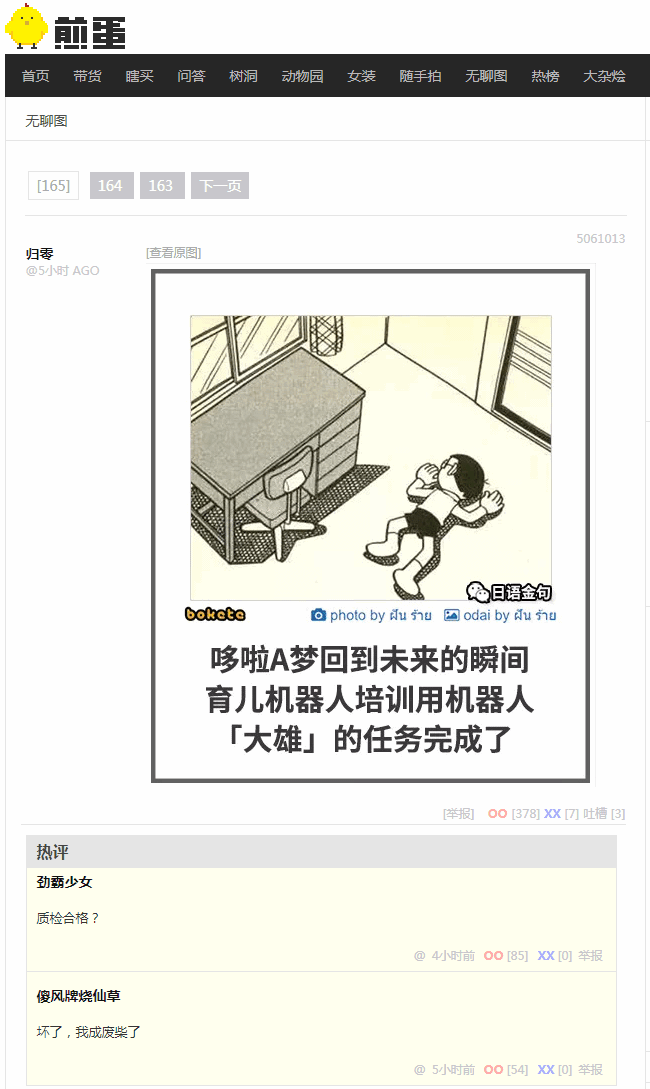 煎蛋
首页 带货 瞎买 问答 树洞 动物园 女装 随手拍 无聊图 热榜 大杂烩
无聊图
[165] 164 163 下一页
5061013
归零
@5小时 AGO
[查看原图]
日语金句
bokete photo by ฝัน ร้าย odai by ฝัน ร้าย
哆啦A梦回到未来的瞬间
育儿机器人培训用机器人
「大雄」的任务完成了
[举报] OO [378] XX [7] 吐槽 [3]
热评
劲霸少女
质检合格？
@ 4小时前 OO [85] XX [0] 举报
傻风牌烧仙草
坏了，我成废柴了
@ 5小时前 OO [54] XX [0] 举报